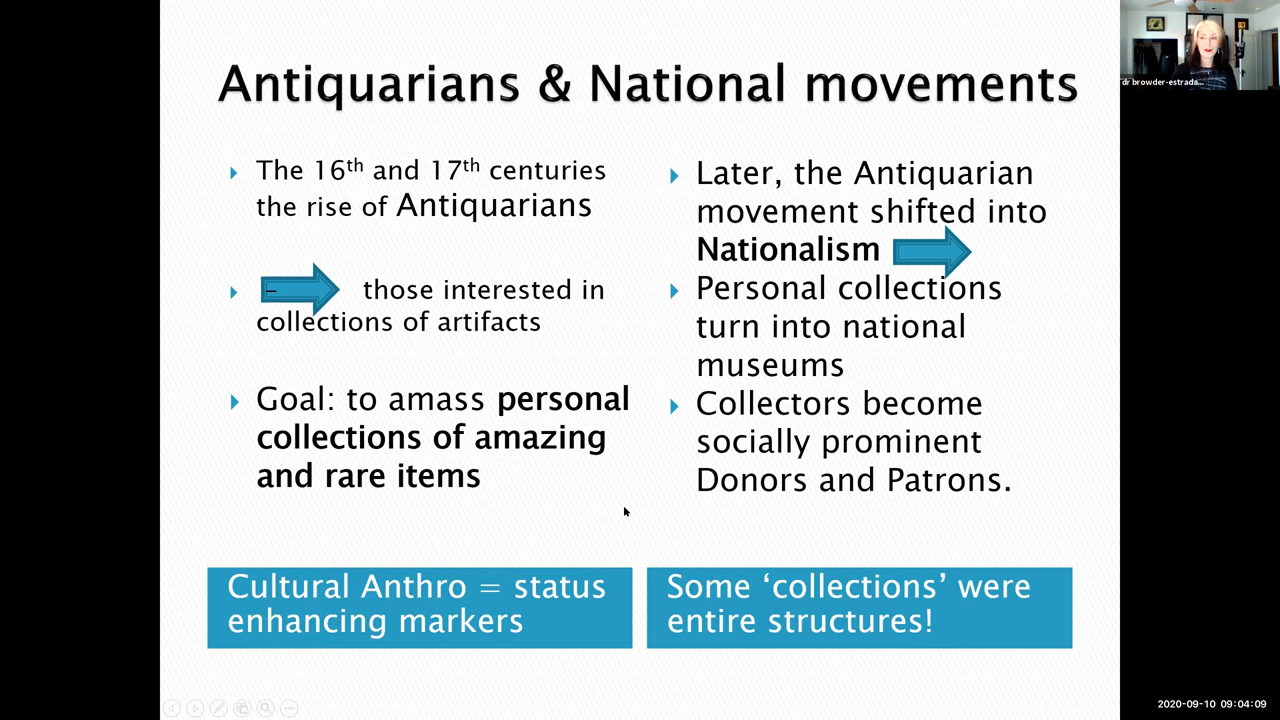 Antiquarians & National movements
The 16th and 17th centuries
the rise of Antiquarians
– those interested in
collections of artifacts
Goal: to amass personal
collections of amazing
and rare items
Later, the Antiquarian
movement shifted into
Nationalism
Personal collections
turn into national
museums
Collectors become
socially prominent
Donors and Patrons.
Cultural Anthro = status
enhancing markers
Some ‘collections’ were
entire structures!
dr browder-estrada...
2020-09-10 09:04:09